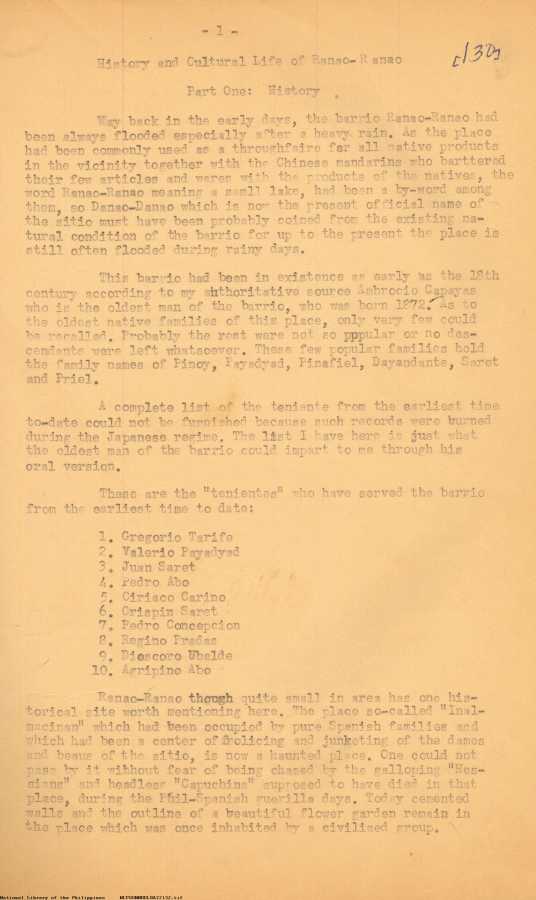 - 1 -
[130]
History and Cultural Life of Ranao-Ranao
Part One: History
Way back in the early days, the barrio Ranao-Ranao had
been always flooded especially after a heavy rain. As the place
had been commonly used as a throughfaire for all native products
in the vicinity together with the Chinese mandarins who barttered
their few articles and wares with the products of the natives, the
word Ranao-Ranao meaning a small lake, had been a by-word among
them, so Danao-Danao which is now the present official name of
the sitio must have been probably coined from the existing na-
tural condition of the barrio for up to the present the place is
still often flooded during rainy days.
This barrio had been in existence as early as the 18th
century according to my authoritative source Ambrocio Capayas
who is the oldest man of the barrio, who was born 1872. As to
the oldest native families of this place, only very few could
be recalled. Probably the rest were not so popular or no des-
cendants were left whatsoever. These few popular families hold
the family names of Pinoy, Payadyad, Pinafiel, Dayandante, Saret
and Priel.
A complete list of the teniente from the earliest time
to-date could not be furnished because such records were burned
during the Japanese regime. The list I have here is just what
the oldest man of the barrio could impart to me through his
oral version.
These are the "tenientes" who have served the barrio
from the earliest time to date:
1. Gregorio Tarife
2. Valerio Payadyad
3. Juan Saret
4. Pedro Abo
5. Ciriaco Carino
6. Crispin Saret
7. Pedro Concepcion
8. Regino Pradas
9. Dioscoro Ubalde
10. Agripino Abo
Ranao-Ranao though quite small in area has one his-
torical site worth mentioning here. The place so-called "Inal-
macinan" which had been occupied by pure Spanish families and
which had been a center of frolicing and junketing of the dames
and beaus of the sitio, is now a haunted place. One could not
pass by it without fear of being chased by the galloping "Hes-
sians" and headless "Capuchins" supposed to have died in that
place, during the Phil-Spanish guerilla days. Today cemented
walls and the outline of a beautiful flower garden remain in
the place which was once inhabited by a civilized group.
National Library of the Philippines